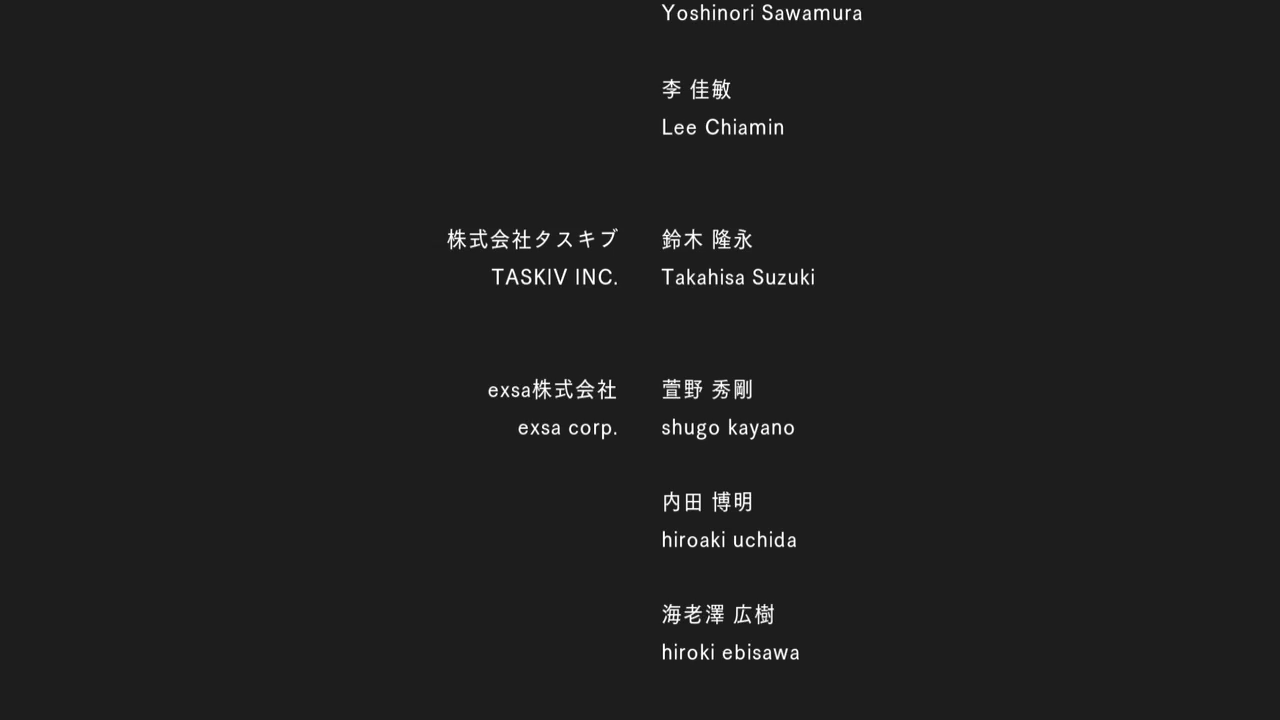 Yoshinori Sawamura
李 佳敏
Lee Chiamin
株式会社タスキブ
鈴木 隆永
TASKIV INC.
Takahisa Suzuki
exsa株式会社
萱野 秀剛
exsa corp.
shugo kayano
内田 博明
hiroaki uchida
海老澤 広樹
hiroki ebisawa